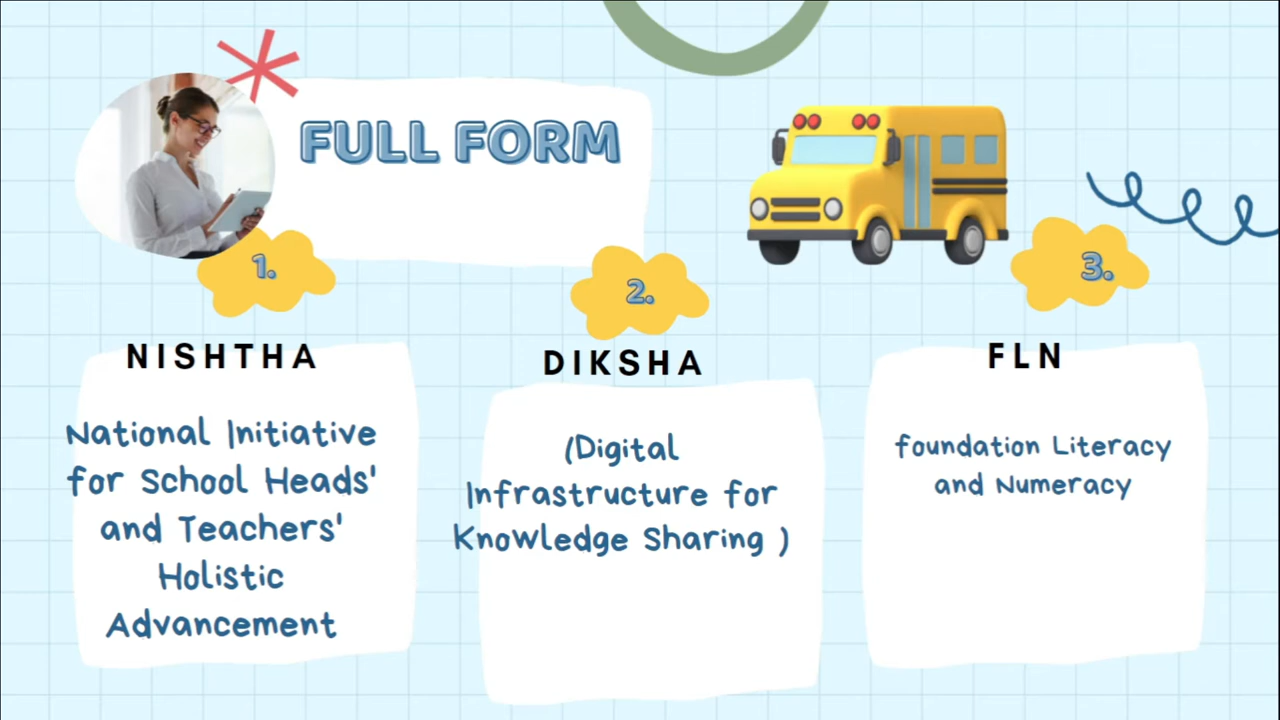 FULL FORM
1.
NISHTHA
National Initiative
for School Heads'
and Teachers'
Holistic
Advancement
2.
DIKSHA
(Digital
Infrastructure for
Knowledge Sharing )
3.
FLN
foundation Literacy
and Numeracy